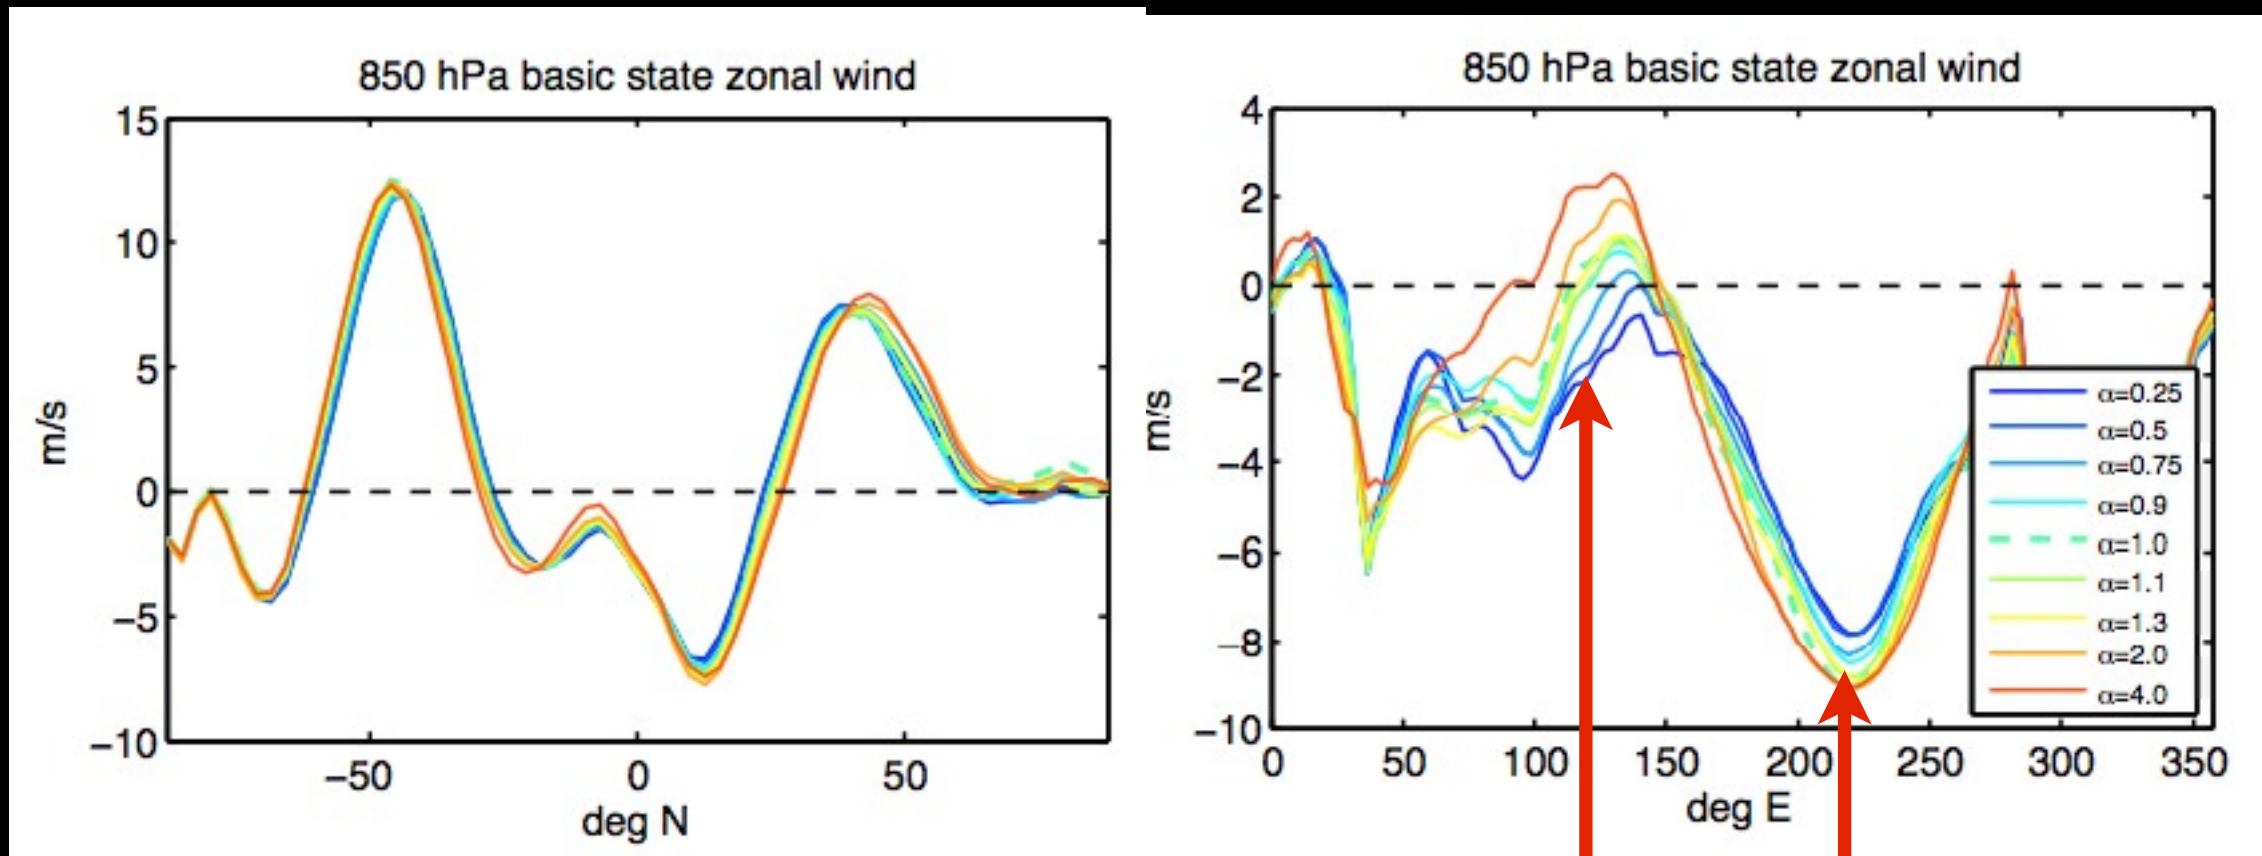 850 hPa basic state zonal wind
15
10
5
0
−5
−10
m/s
−50
0
50
deg N
850 hPa basic state zonal wind
4
2
0
−2
−4
−6
−8
−10
m/s
0
50
100
150
200
250
300
350
deg E
α=0.25
α=0.5
α=0.75
α=0.9
α=1.0
α=1.1
α=1.3
α=2.0
α=4.0